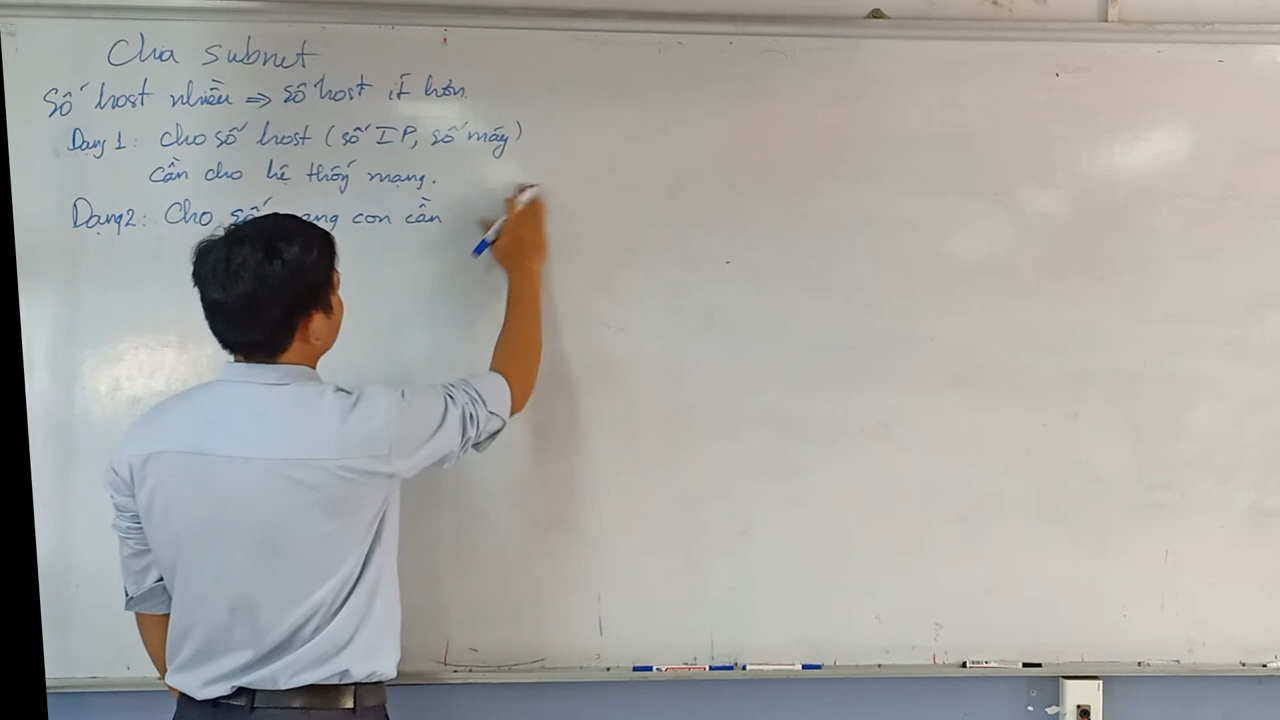 Chia subnet
Số host nhiều => số host ít hơn.
Dạng 1: Cho số host (số IP, số máy)
cần cho hệ thống mạng.
Dạng 2: Cho số con cần